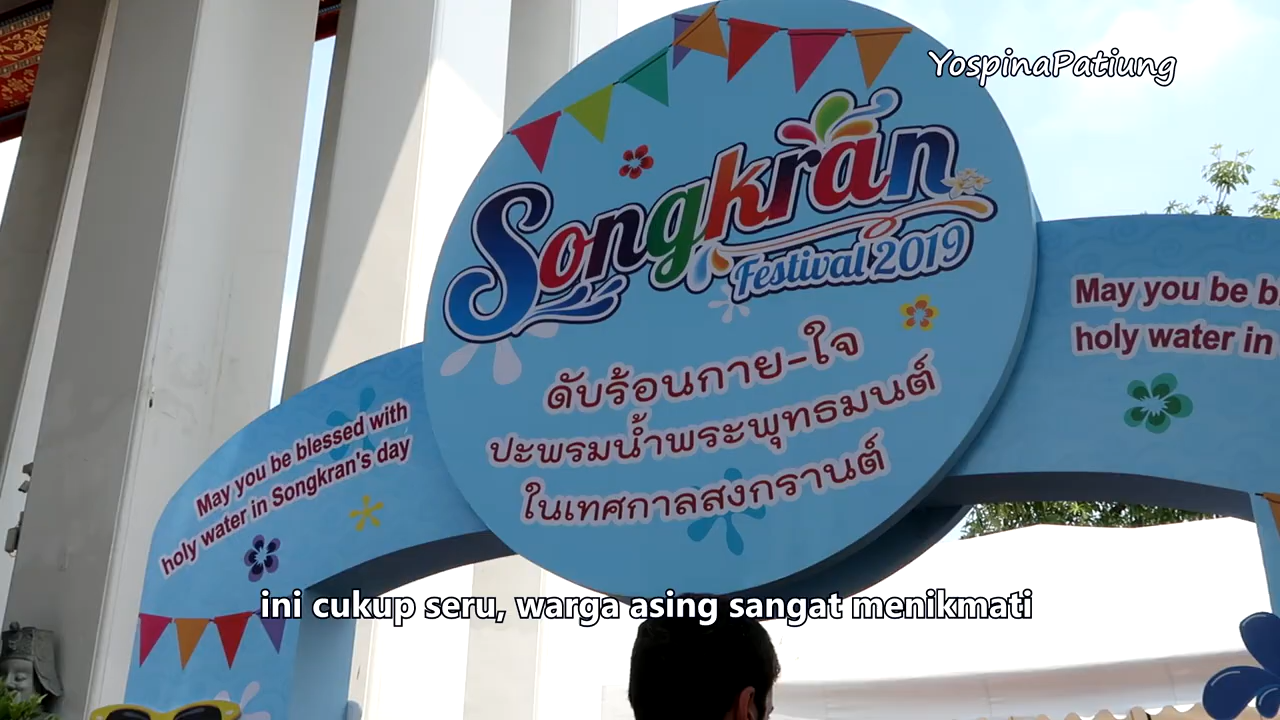 YospinaPatiung
Songkran
Festival 2019
ดับร้อนกาย-ใจ
ปะพรมน้ำพระพุทธมนต์
ในเทศกาลสงกรานต์
May you be blessed with
holy water in Songkran's day
May you be b
holy water in
ini cukup seru, warga asing sangat menikmati